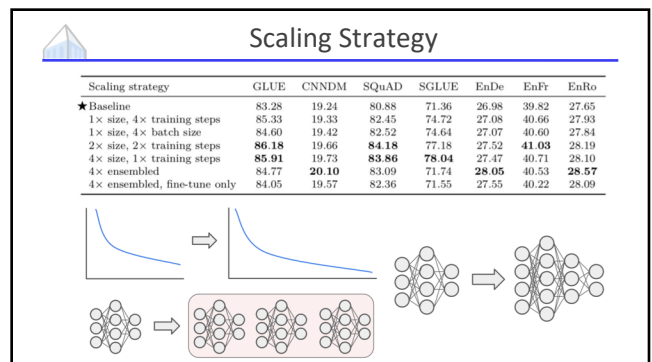 Scaling Strategy
Scaling strategy GLUE CNNDM SQuAD SGLUE EnDe EnFr EnRo
★ Baseline 83.28 19.24 80.88 71.36 26.98 39.82 27.65
1× size, 4× training steps 85.33 19.33 82.45 74.72 27.08 40.66 27.93
1× size, 4× batch size 84.60 19.42 82.52 74.64 27.07 40.60 27.84
2× size, 2× training steps 86.18 19.66 84.18 77.18 27.52 41.03 28.19
4× size, 1× training steps 85.91 19.73 83.86 78.04 27.47 40.71 28.10
4× ensembled 84.77 20.10 83.09 71.74 28.05 40.53 28.57
4× ensembled, fine-tune only 84.05 19.57 82.36 71.55 27.55 40.22 28.09